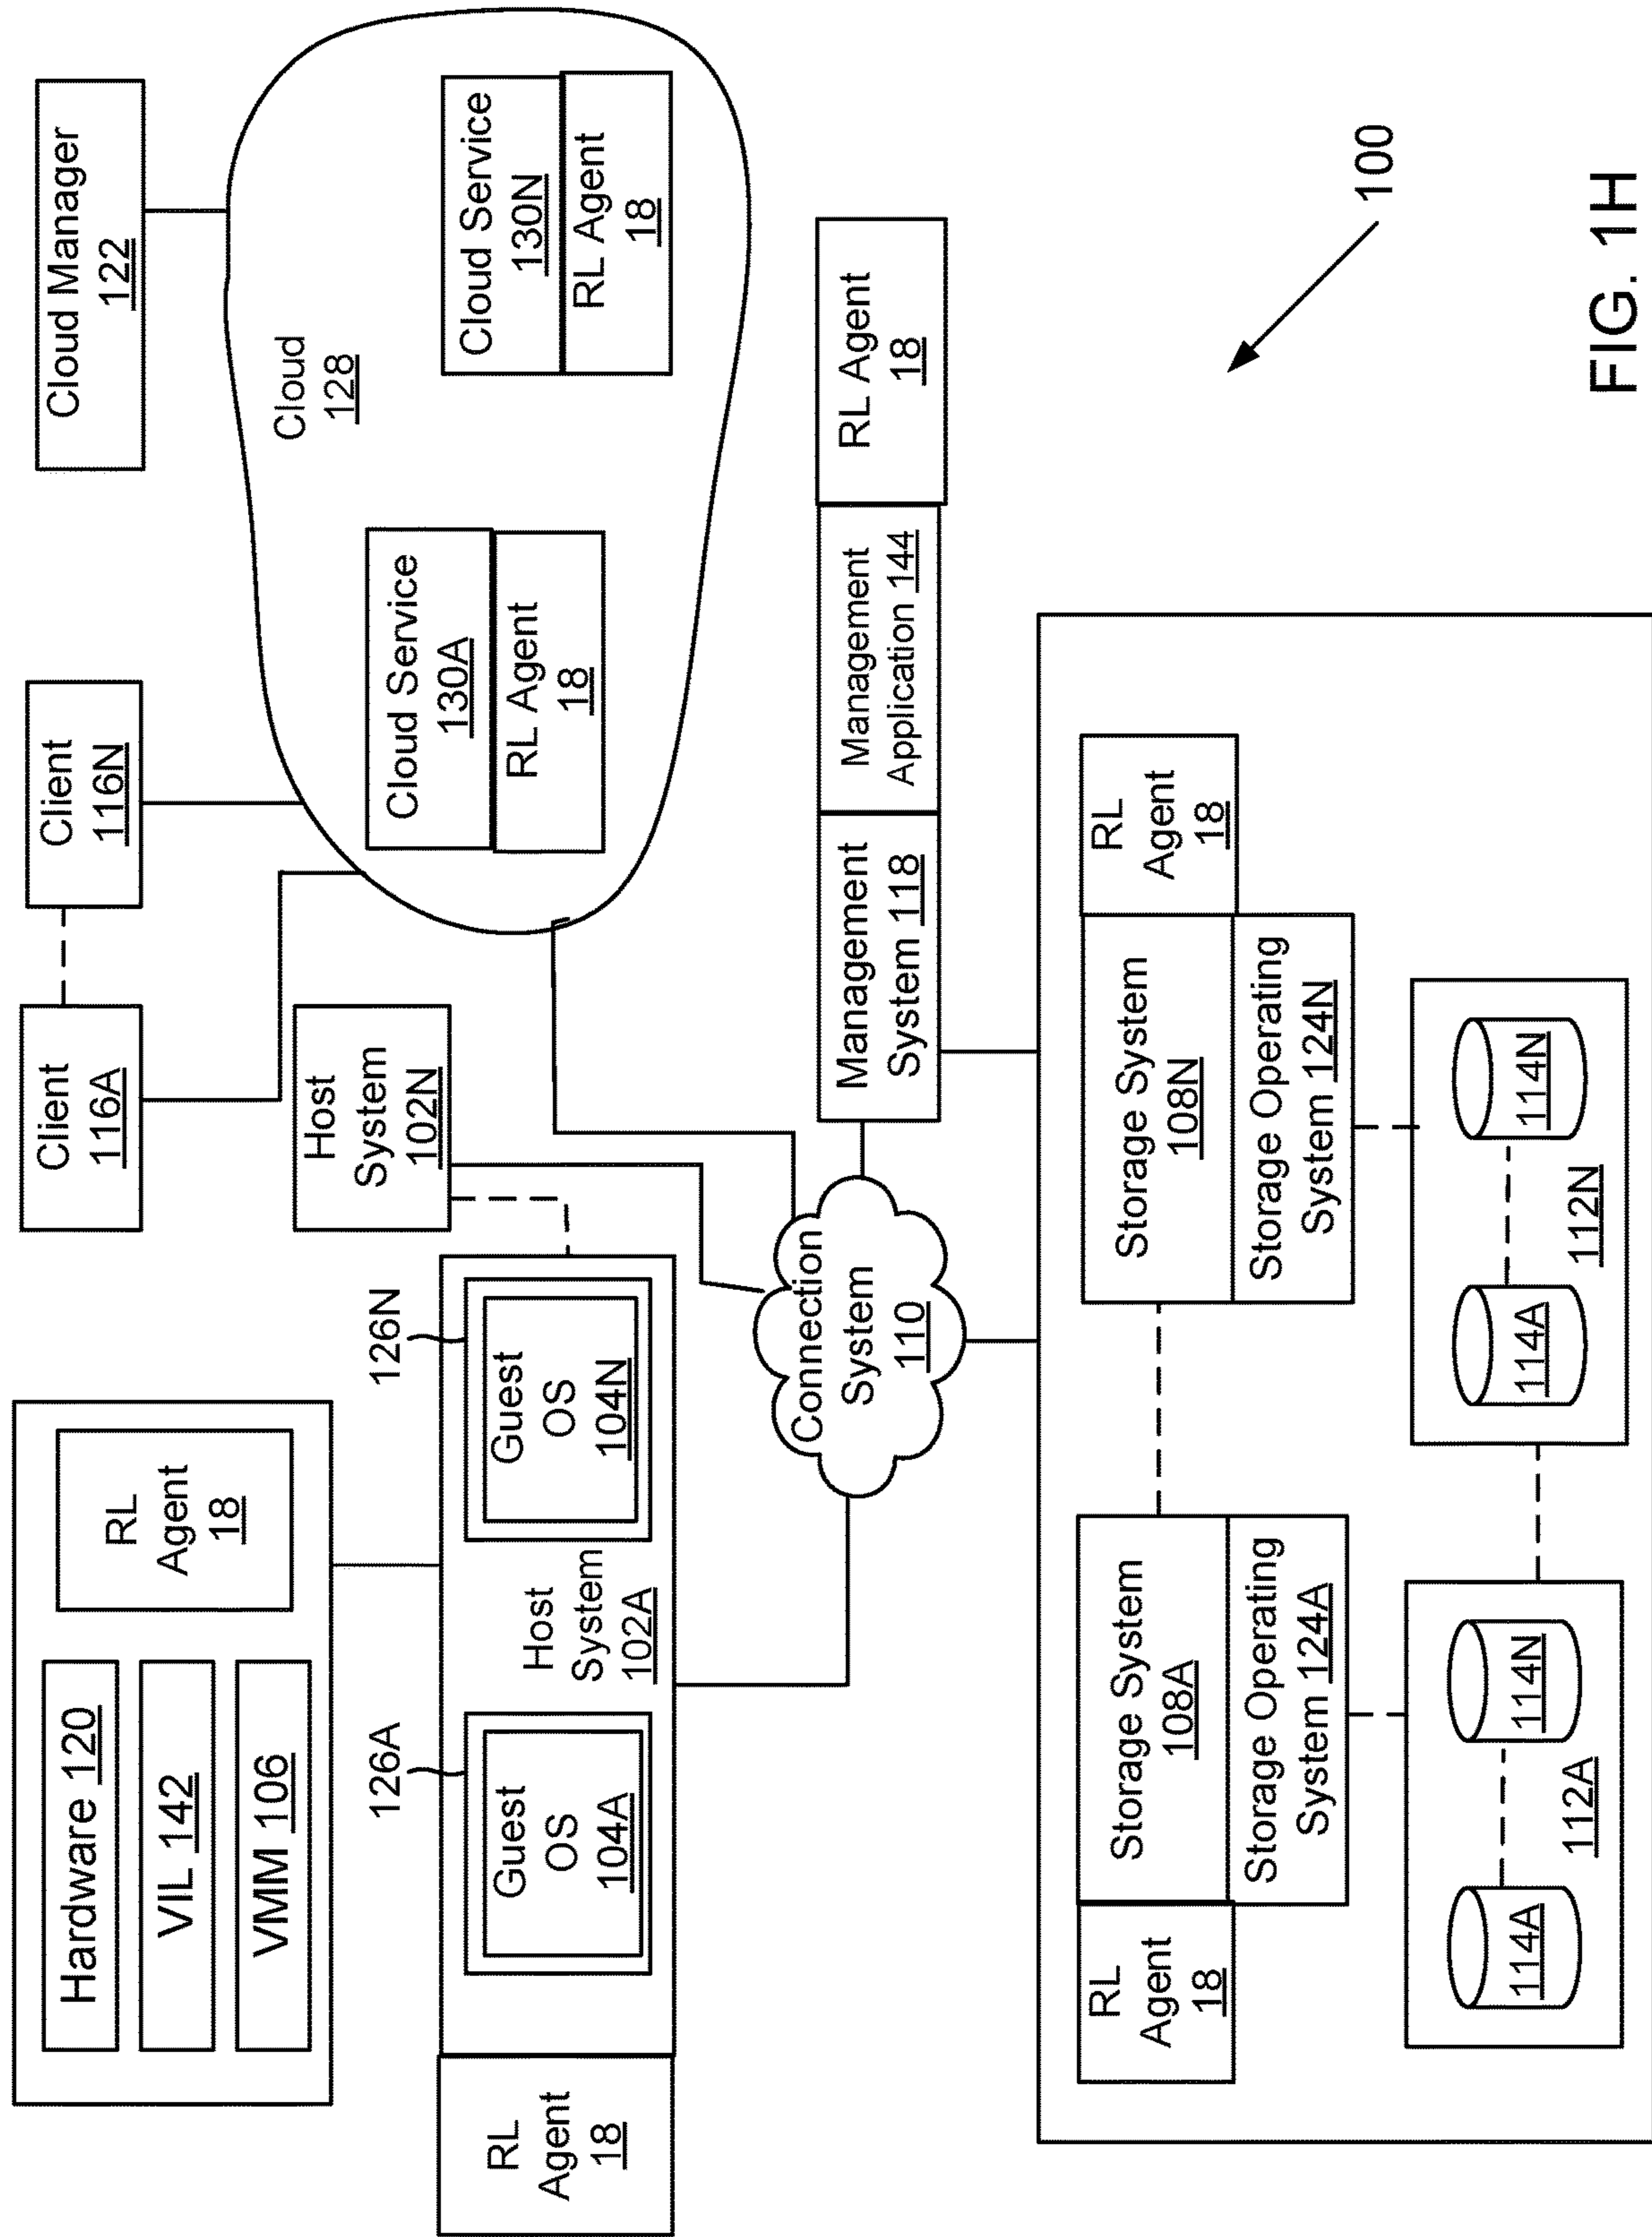 Hardware 120
VIL 142
VMM 106
RL
Agent
18
Client
116A
Client
116N
Cloud Manager
122
RL
Agent
18
126A
Guest
OS
104A
Host
System
102A
126N
Guest
OS
104N
Host
System
102N
Cloud
128
Cloud Service
130A
RL Agent
18
Cloud Service
130N
RL Agent
18
Connection
System
110
Management
System 118
Management
Application 144
RL Agent
18
RL
Agent
18
Storage System
108A
Storage Operating
System 124A
Storage System
108N
Storage Operating
System 124N
RL
Agent
18
114A
114N
112A
114A
114N
112N
100
FIG. 1H